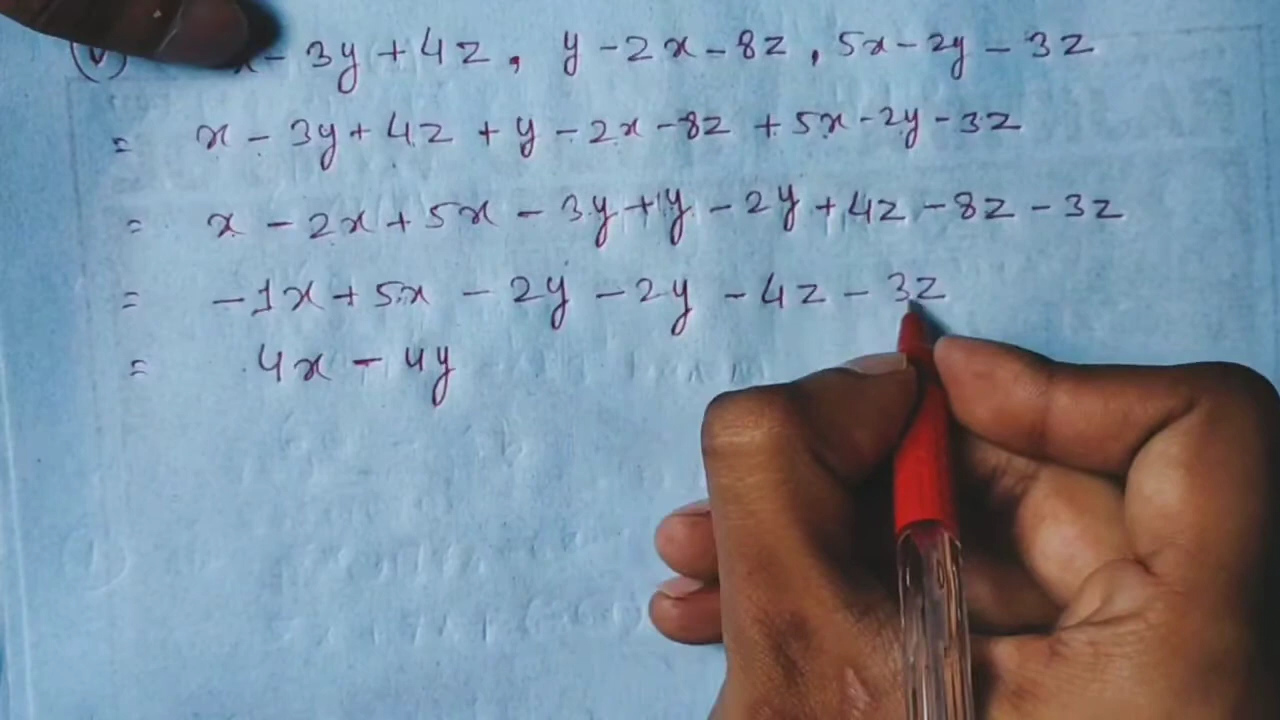 (v) x - 3y + 4z , y - 2x - 8z , 5x - 2y - 3z
= x - 3y + 4z + y - 2x - 8z + 5x - 2y - 3z
= x - 2x + 5x - 3y + 1y - 2y + 4z - 8z - 3z
= - 1x + 5x - 2y - 2y - 4z - 3z
= 4x - 4y